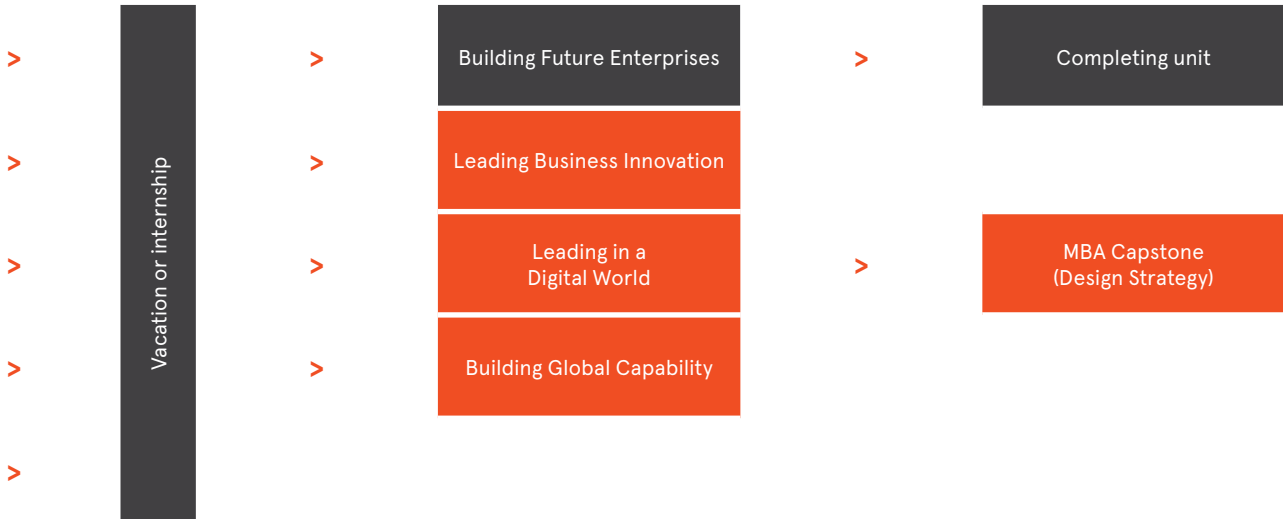 > > Building Future Enterprises > Completing unit
> > Leading Business Innovation
Vacation or internship
> > Leading in a > MBA Capstone
Digital World (Design Strategy)
> > Building Global Capability
>